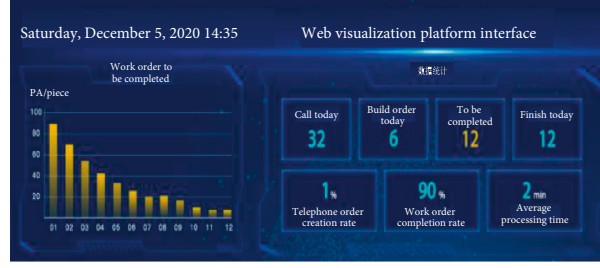 Saturday, December 5, 2020 14:35
Web visualization platform interface
Work order to
be completed
PA/piece
100
80
60
40
20
01 02 03 04 05 06 07 08 09 10 11 12
数据统计
Call today
32
Build order
today
6
To be
completed
12
Finish today
12
1 %
Telephone order
creation rate
90 %
Work order
completion rate
2 min
Average
processing time